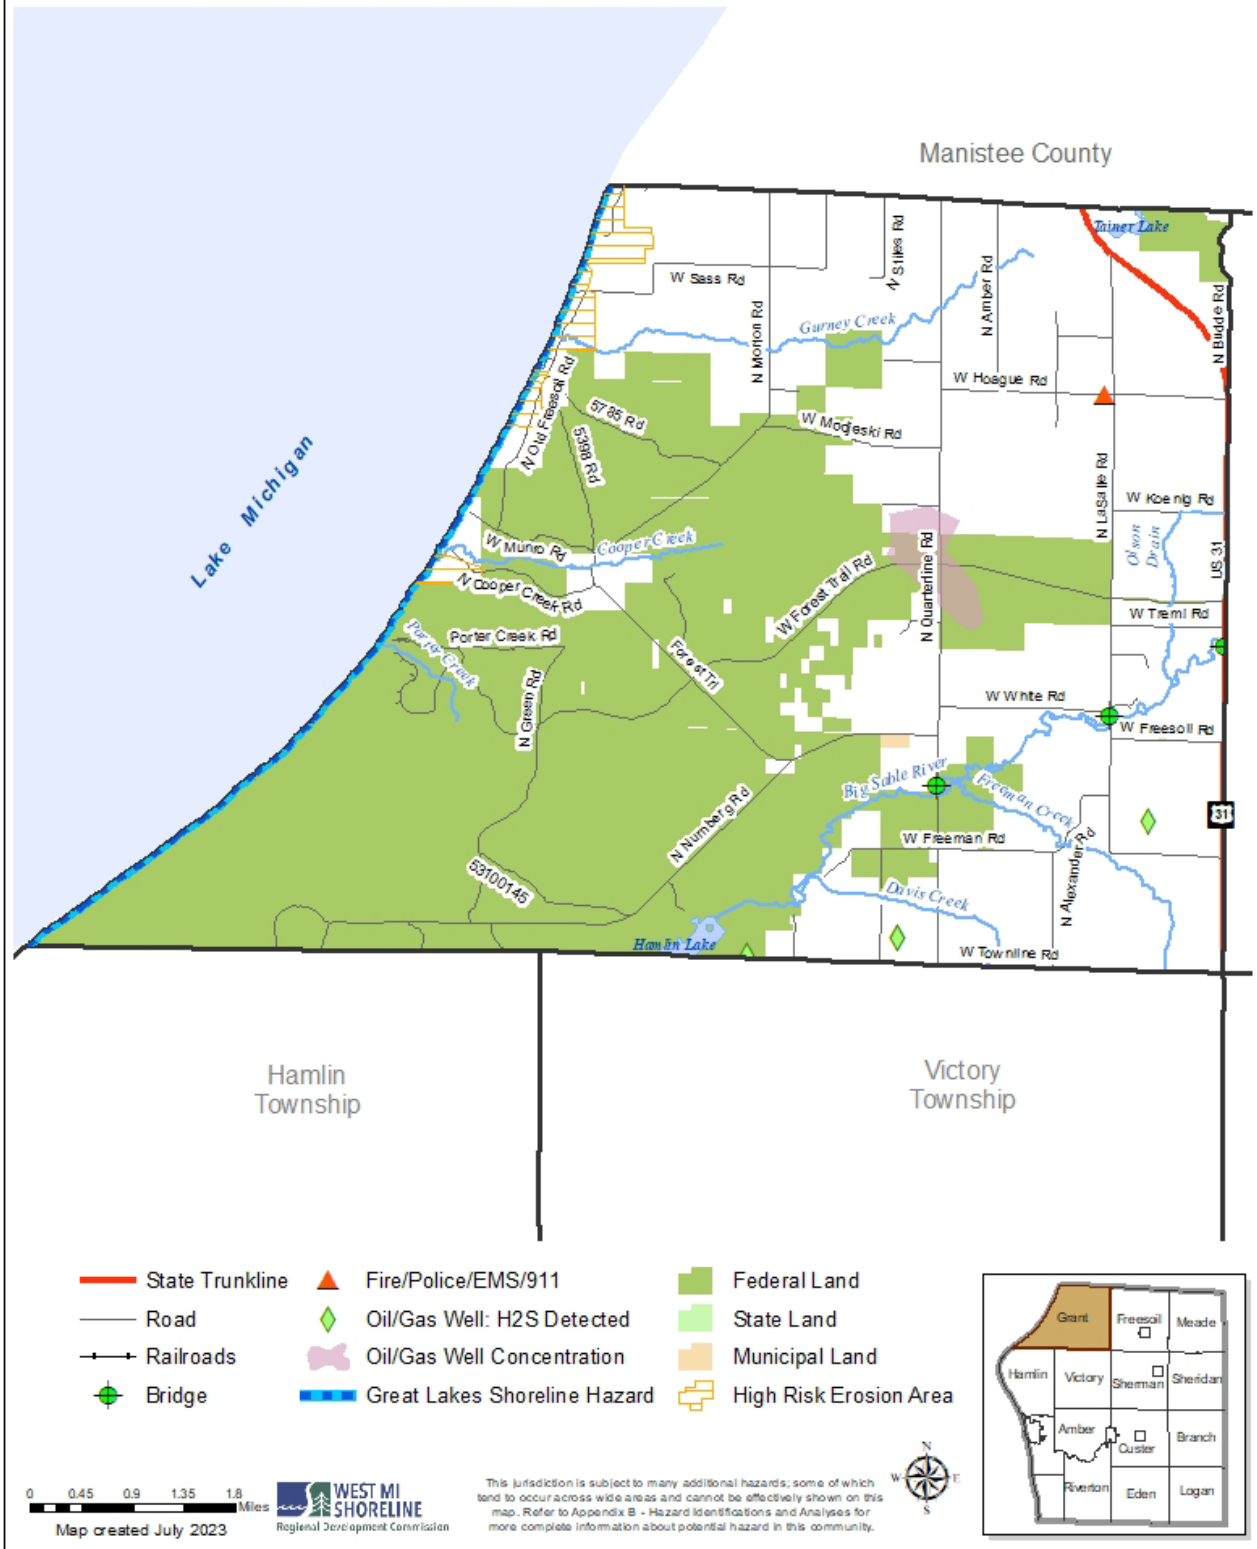 Manistee County
Tainer Lake
N Stiles Rd
W Sass Rd
N Amber Rd
N Budde Rd
Gurney Creek
N Morton Rd
W Hoague Rd
N Old Freesoil Rd
5785 Rd
5398 Rd
W Modjeski Rd
Lake Michigan
N LaSalle Rd
W Koenig Rd
Olson
Drain
US 31
W Munro Rd
Cooper Creek
N Cooper Creek Rd
W Forest Trail Rd
N Quarterline Rd
W Treml Rd
Porter Creek Rd
Porter Creek
Forest Trl
N Green Rd
W White Rd
W Freesoil Rd
Big Sable River
Freeman Creek
N Nurnberg Rd
31
W Freeman Rd
N Alexander Rd
53100145
Davis Creek
Hamlin Lake
W Townline Rd
Hamlin
Township
Victory
Township
State Trunkline
Road
Railroads
Bridge
Fire/Police/EMS/911
Oil/Gas Well: H2S Detected
Oil/Gas Well Concentration
Great Lakes Shoreline Hazard
Federal Land
State Land
Municipal Land
High Risk Erosion Area
Grant
Freesoil
Meade
Hamlin
Victory
Sherman
Sheridan
Amber
Custer
Branch
Riverton
Eden
Logan
0 0.45 0.9 1.35 1.8
Miles
Map created July 2023
WEST MI
SHORELINE
Regional Development Commission
This jurisdiction is subject to many additional hazards; some of which
tend to occur across wide areas and cannot be effectively shown on this
map. Refer to Appendix B - Hazard Identifications and Analyses for
more complete information about potential hazard in this community.
N
W E
S